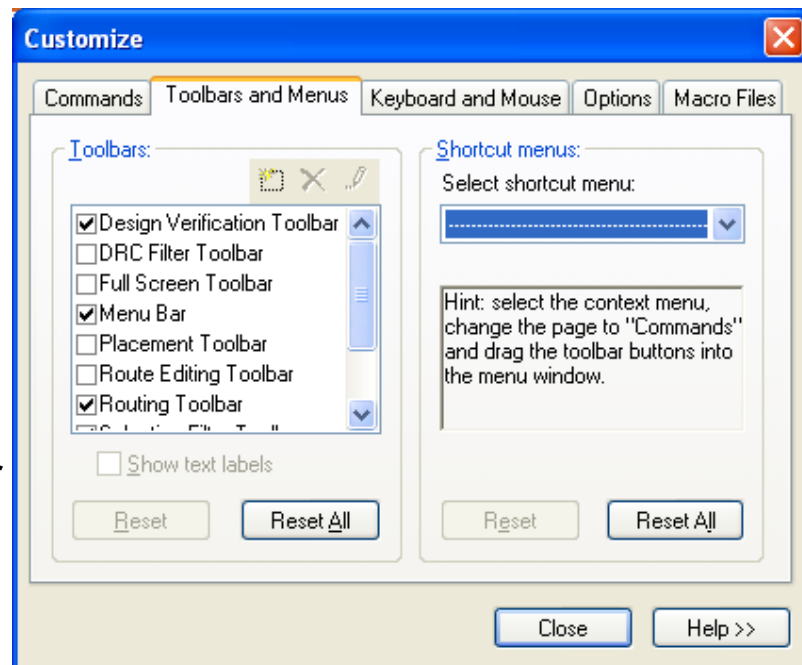 Customize
Commands Toolbars and Menus Keyboard and Mouse Options Macro Files
Toolbars:
Design Verification Toolbar
DRC Filter Toolbar
Full Screen Toolbar
Menu Bar
Placement Toolbar
Route Editing Toolbar
Routing Toolbar
Show text labels
Reset Reset All
Shortcut menus:
Select shortcut menu:
Hint: select the context menu,
change the page to "Commands"
and drag the toolbar buttons into
the menu window.
Reset Reset All
Close Help >>